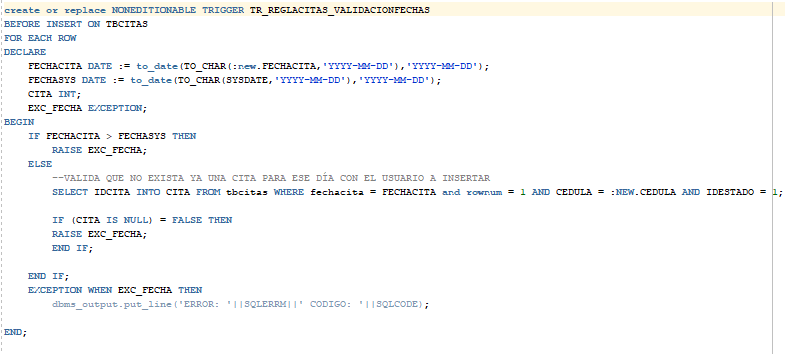 create or replace NONEDITIONABLE TRIGGER TR_REGLACITAS_VALIDACIONFECHAS
BEFORE INSERT ON TBCITAS
FOR EACH ROW
DECLARE
    FECHACITA DATE := to_date(TO_CHAR(:new.FECHACITA,'YYYY-MM-DD'),'YYYY-MM-DD');
    FECHASYS DATE := to_date(TO_CHAR(SYSDATE,'YYYY-MM-DD'),'YYYY-MM-DD');
    CITA INT;
    EXC_FECHA EXCEPTION;
BEGIN
    IF FECHACITA > FECHASYS THEN
        RAISE EXC_FECHA;
    ELSE
        --VALIDA QUE NO EXISTA YA UNA CITA PARA ESE DÍA CON EL USUARIO A INSERTAR
        SELECT IDCITA INTO CITA FROM tbcitas WHERE fechacita = FECHACITA and rownum = 1 AND CEDULA = :NEW.CEDULA AND IDESTADO = 1;
        IF (CITA IS NULL) = FALSE THEN
        RAISE EXC_FECHA;
        END IF;
    END IF;
    EXCEPTION WHEN EXC_FECHA THEN
        dbms_output.put_line('ERROR: '||SQLERRM||' CODIGO: '||SQLCODE);
END;